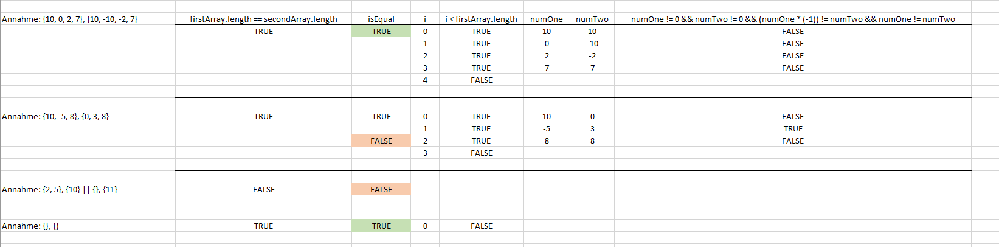 Annahme: {10, 0, 2, 7}, {10, -10, -2, 7} firstArray.length == secondArray.length isEqual i i < firstArray.length numOne numTwo numOne != 0 && numTwo != 0 && (numOne * (-1)) != numTwo && numOne != numTwo
TRUE TRUE 0 TRUE 10 10 FALSE
1 TRUE 0 -10 FALSE
2 TRUE 2 -2 FALSE
3 TRUE 7 7 FALSE
4 FALSE
Annahme: {10, -5, 8}, {0, 3, 8} TRUE TRUE 0 TRUE 10 0 FALSE
1 TRUE -5 3 TRUE
FALSE 2 TRUE 8 8 FALSE
3 FALSE
Annahme: {2, 5}, {10} || {}, {11} FALSE FALSE
Annahme: {}, {} TRUE TRUE 0 FALSE